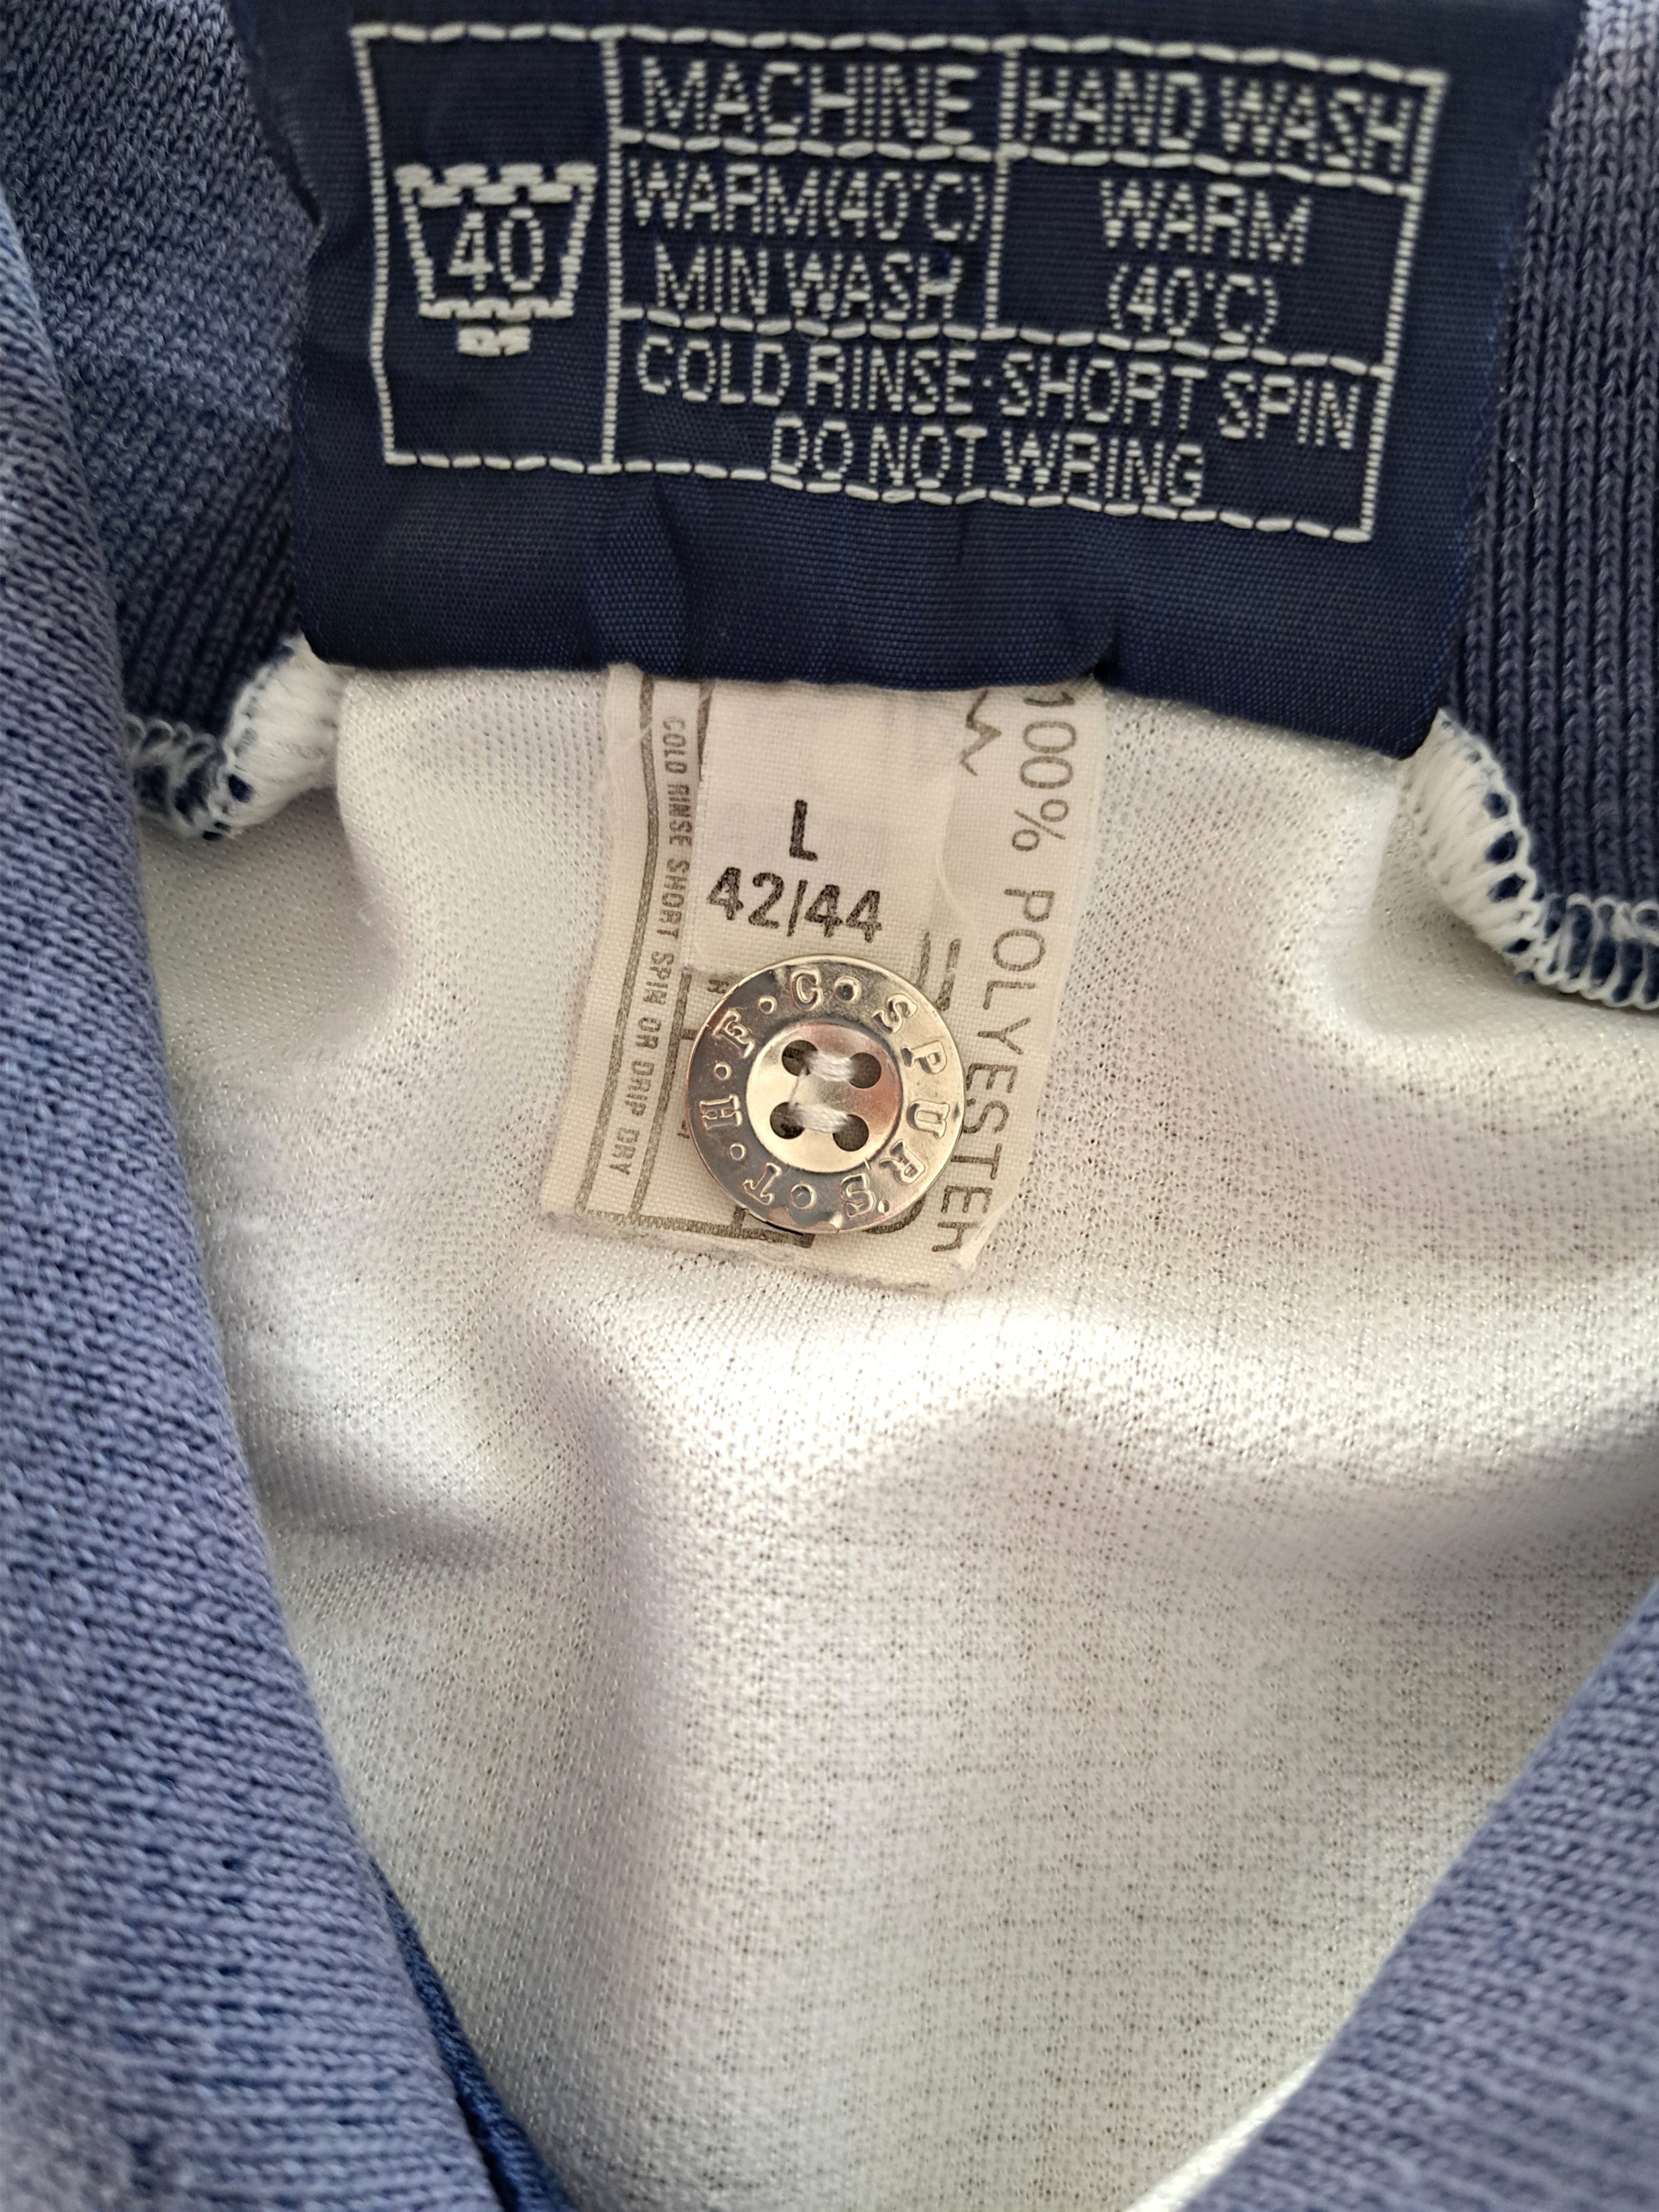 40
MACHINE
HAND WASH
WARM(40°C)
MIN WASH
WARM
(40°C)
COLD RINSE·SHORT SPIN
DO NOT WRING
COLD RINSE SHORT SPIN OR DRIP DRY
L
42/44
100% POLYESTER
T·H·F·C·SPURS·